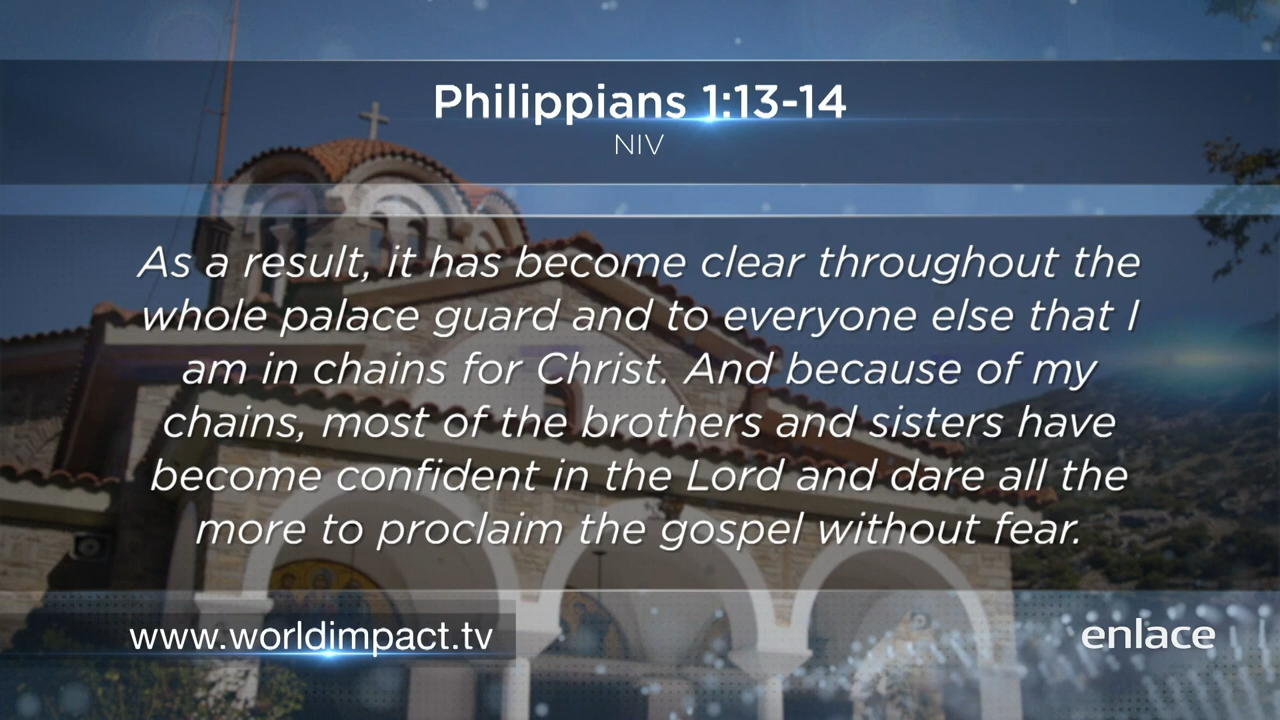 Philippians 1:13-14
NIV
As a result, it has become clear throughout the
whole palace guard and to everyone else that I
am in chains for Christ. And because of my
chains, most of the brothers and sisters have
become confident in the Lord and dare all the
more to proclaim the gospel without fear.
www.worldimpact.tv
enlace